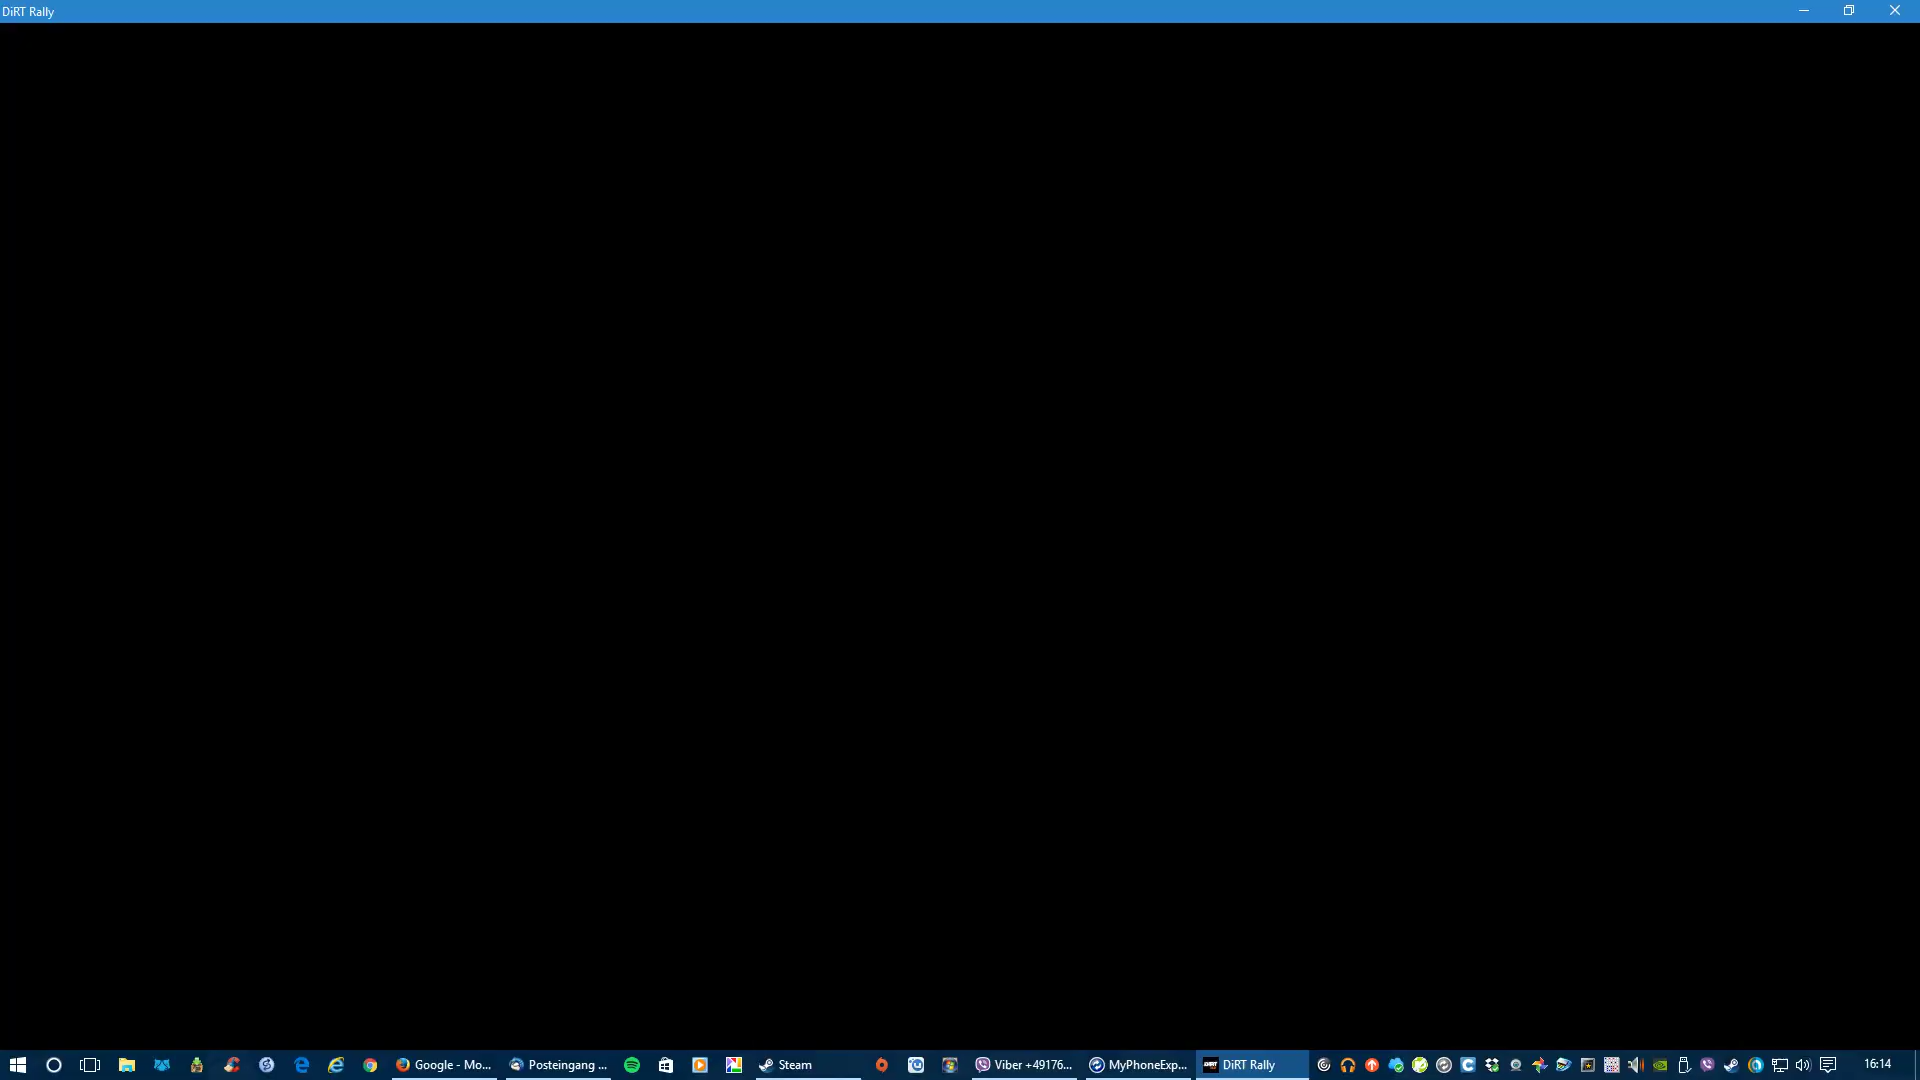 DiRT Rally
Google - Mo...
Posteingang ...
Steam
Viber +49176...
MyPhoneExp...
DiRT Rally
16:14